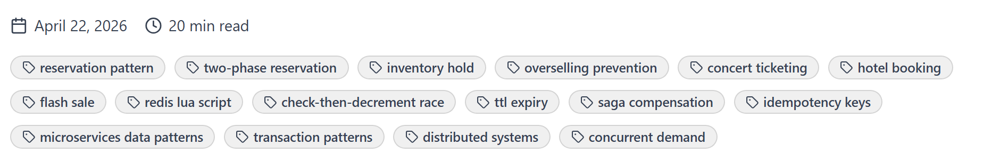 April 22, 2026 20 min read
reservation pattern two-phase reservation inventory hold overselling prevention concert ticketing hotel booking
flash sale redis lua script check-then-decrement race ttl expiry saga compensation idempotency keys
microservices data patterns transaction patterns distributed systems concurrent demand